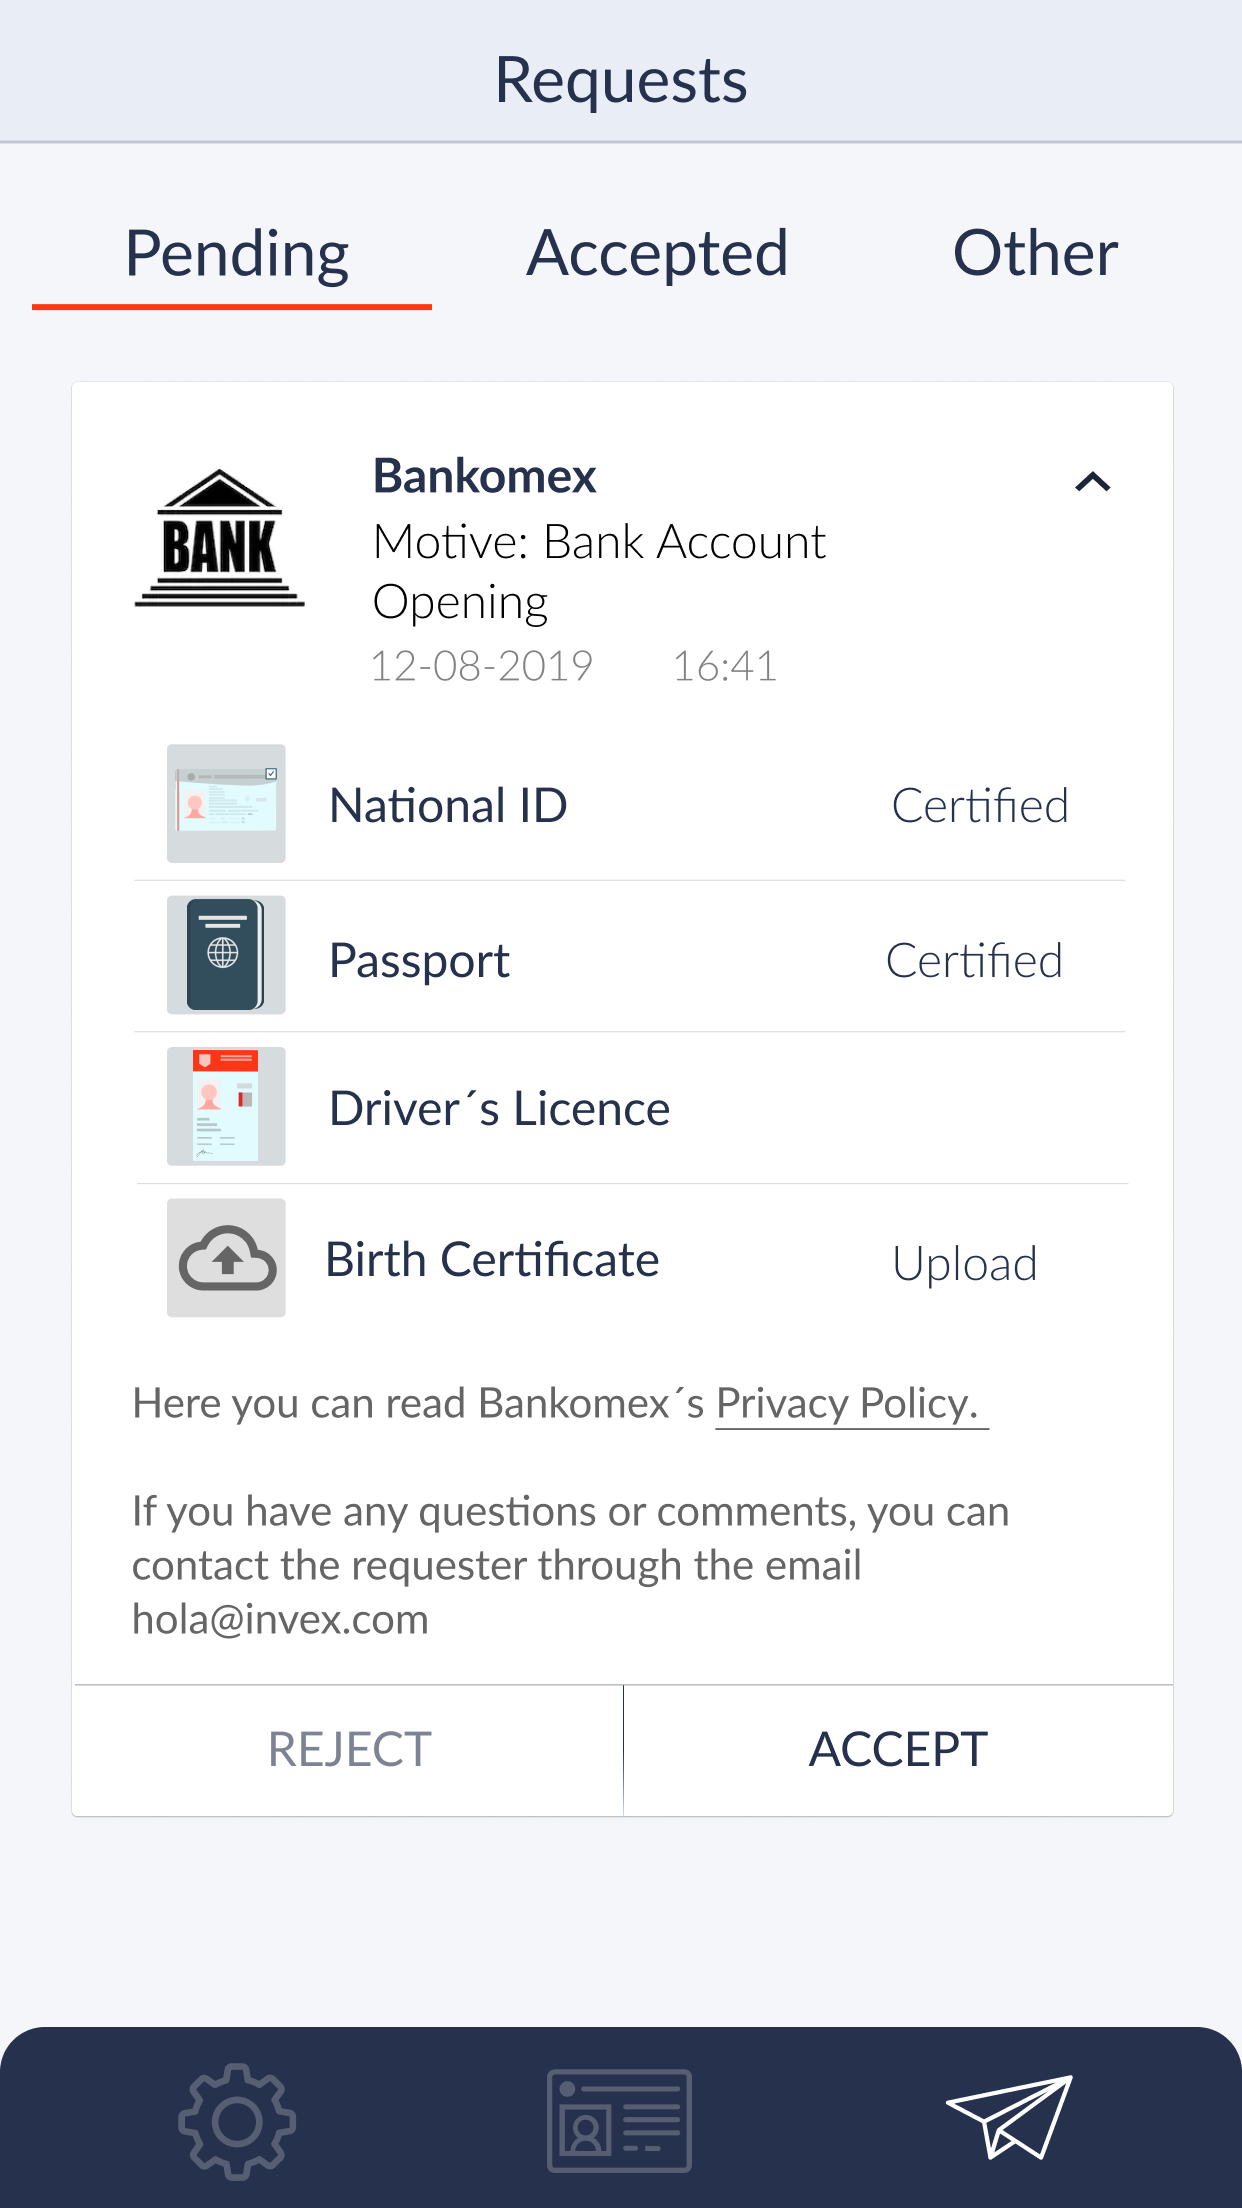 Requests
Pending Accepted Other
Bankomex
BANK
Motive: Bank Account
Opening
12-08-2019 16:41
National ID Certified
Passport Certified
Driver´s Licence
Birth Certificate Upload
Here you can read Bankomex´s Privacy Policy.
If you have any questions or comments, you can
contact the requester through the email
hola@invex.com
REJECT ACCEPT